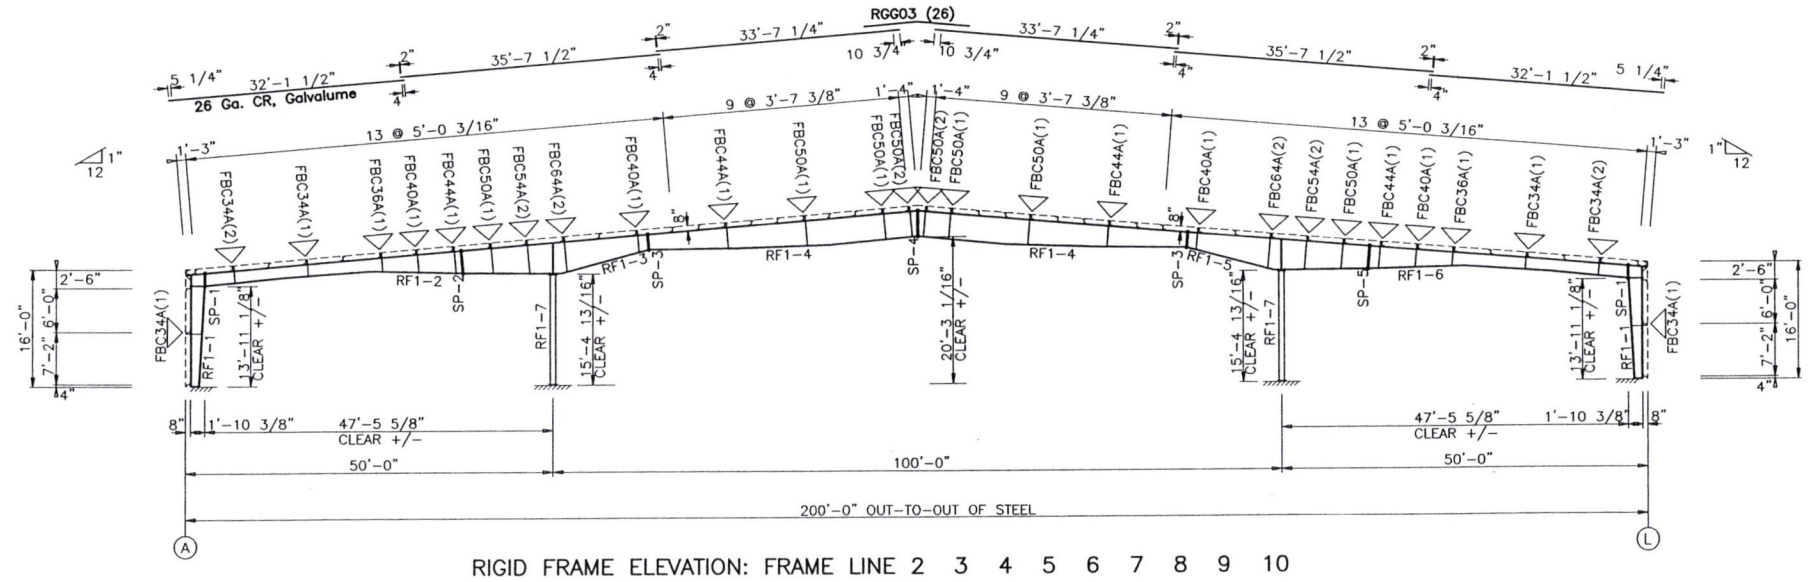 RGG03 (26)
5 1/4"
32'-1 1/2"
2"
4"
35'-7 1/2"
2"
4"
33'-7 1/4"
10 3/4"
10 3/4"
33'-7 1/4"
2"
4"
35'-7 1/2"
2"
4"
32'-1 1/2"
5 1/4"
26 Ga. CR, Galvalume
1"
12
1'-3"
13 @ 5'-0 3/16"
9 @ 3'-7 3/8"
1'-4"
1'-4"
9 @ 3'-7 3/8"
13 @ 5'-0 3/16"
1'-3"
1"
12
FBC34A(2)
FBC34A(1)
FBC36A(1)
FBC40A(1)
FBC44A(1)
FBC50A(1)
FBC54A(2)
FBC64A(2)
FBC40A(1)
FBC44A(1)
FBC50A(1)
FBC50A(1)
FBC50A(2)
FBC50A(2)
FBC50A(1)
FBC50A(1)
FBC44A(1)
FBC40A(1)
FBC64A(2)
FBC54A(2)
FBC50A(1)
FBC44A(1)
FBC40A(1)
FBC36A(1)
FBC34A(1)
FBC34A(2)
8"
8"
RF1-2
SP-2
RF1-3
SP-3
RF1-4
SP-4
RF1-4
SP-3
RF1-5
SP-5
RF1-6
16'-0"
2'-6"
6'-0"
7'-2"
4"
FBC34A(1)
RF1-1
SP-1
13'-11 1/8"
CLEAR +/-
RF1-7
15'-4 13/16"
CLEAR +/-
20'-3 1/16"
CLEAR +/-
15'-4 13/16"
CLEAR +/-
RF1-7
13'-11 1/8"
CLEAR +/-
RF1-1
SP-1
FBC34A(1)
2'-6"
6'-0"
7'-2"
4"
16'-0"
8"
1'-10 3/8"
47'-5 5/8"
CLEAR +/-
47'-5 5/8"
CLEAR +/-
1'-10 3/8"
8"
50'-0"
100'-0"
50'-0"
200'-0" OUT-TO-OUT OF STEEL
A
L
RIGID FRAME ELEVATION: FRAME LINE 2 3 4 5 6 7 8 9 10